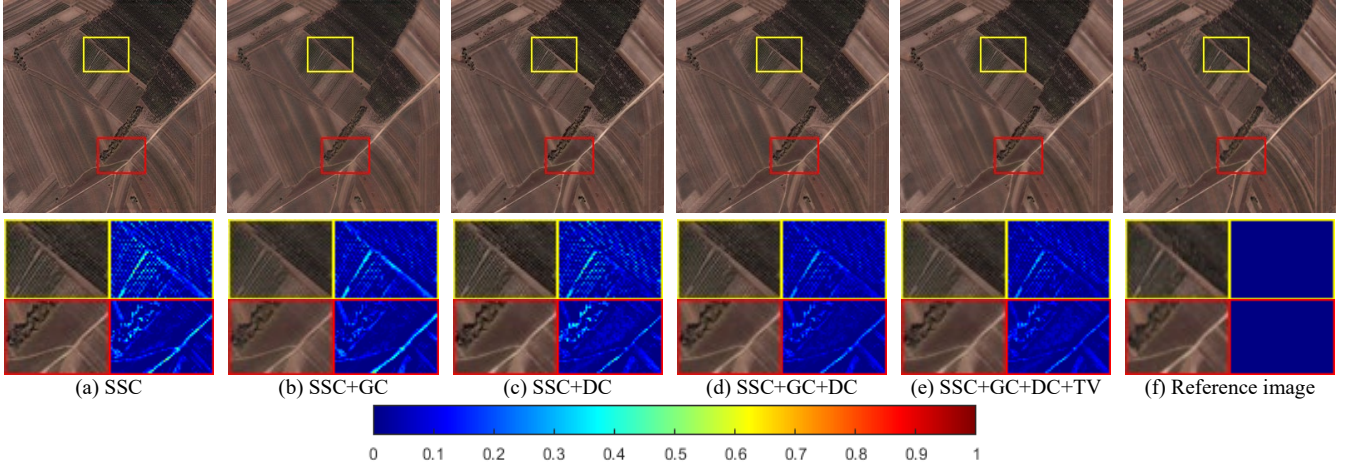 (a) SSC
(b) SSC+GC
(c) SSC+DC
(d) SSC+GC+DC
(e) SSC+GC+DC+TV
(f) Reference image
0 0.1 0.2 0.3 0.4 0.5 0.6 0.7 0.8 0.9 1